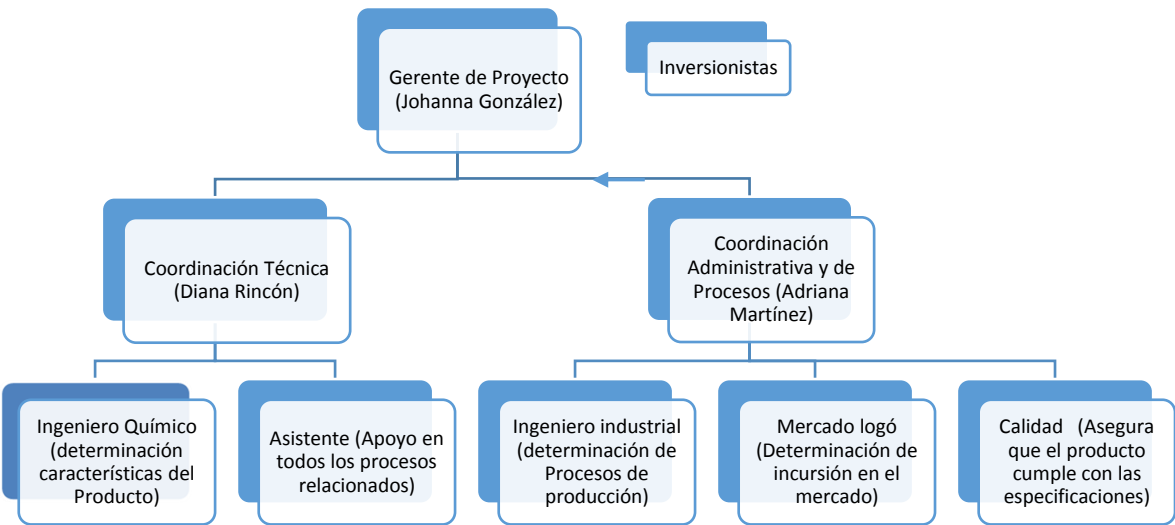 Gerente de Proyecto
(Johanna González)
Inversionistas
Coordinación Técnica
(Diana Rincón)
Coordinación
Administrativa y de
Procesos (Adriana
Martínez)
Ingeniero Químico
(determinación
características del
Producto)
Asistente (Apoyo en
todos los procesos
relacionados)
Ingeniero industrial
(determinación de
Procesos de
producción)
Mercado logó
(Determinación de
incursión en el
mercado)
Calidad (Asegura
que el producto
cumple con las
especificaciones)